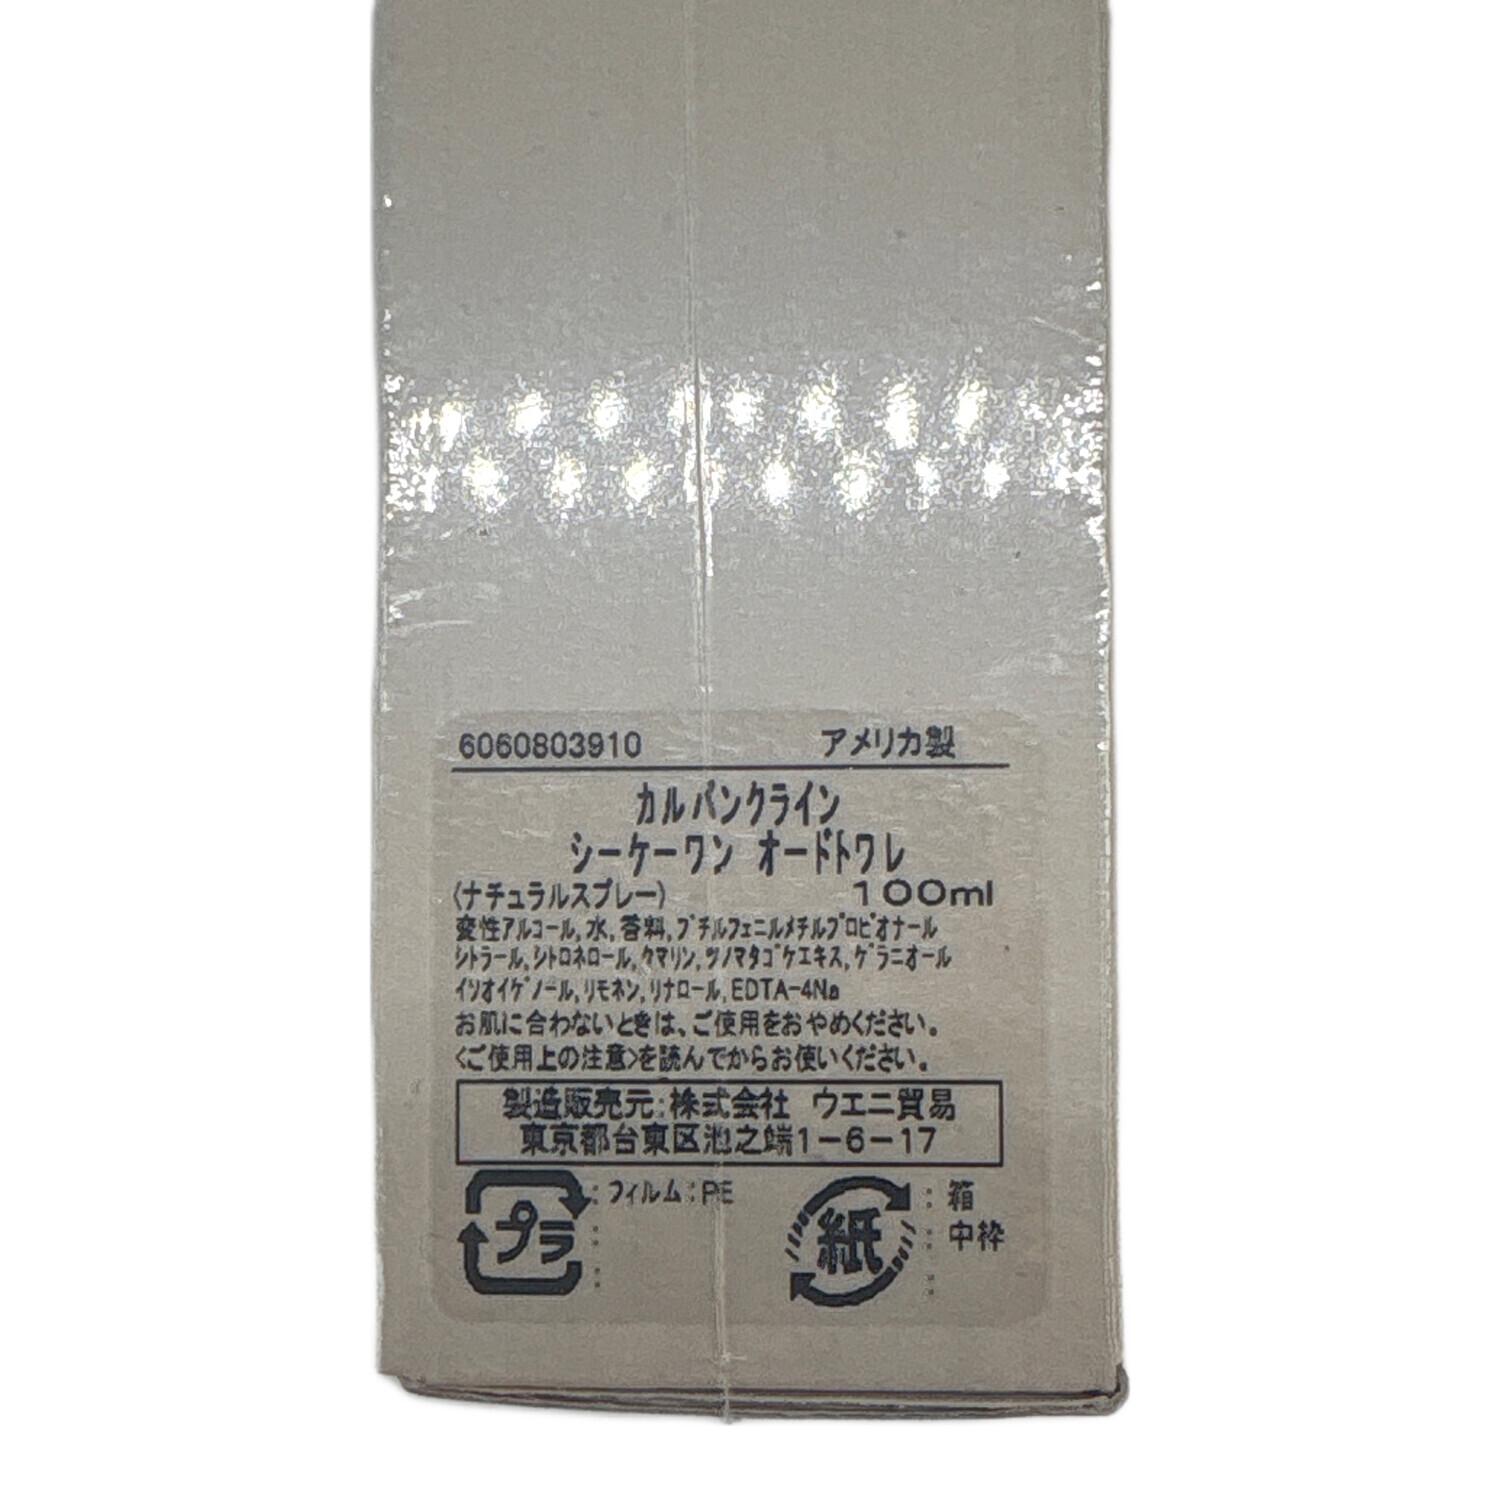 6060803910 アメリカ製
カルバンクライン
シーケーワン オードトワレ
〈ナチュラルスプレー〉 100ml
変性アルコール,水,香料,ブチルフェニルメチルプロピオナール
シトラール,シトロネロール,クマリン,ツノマタゴケエキス,ゲラニオール
イソオイゲノール,リモネン,リナロール,EDTA-4Na
お肌に合わないときは、ご使用をおやめください。
<ご使用上の注意>を読んでからお使いください。
製造販売元:株式会社 ウエニ貿易
東京都台東区池之端1-6-17
プラ :フィルム:PE 紙 :箱
:中枠